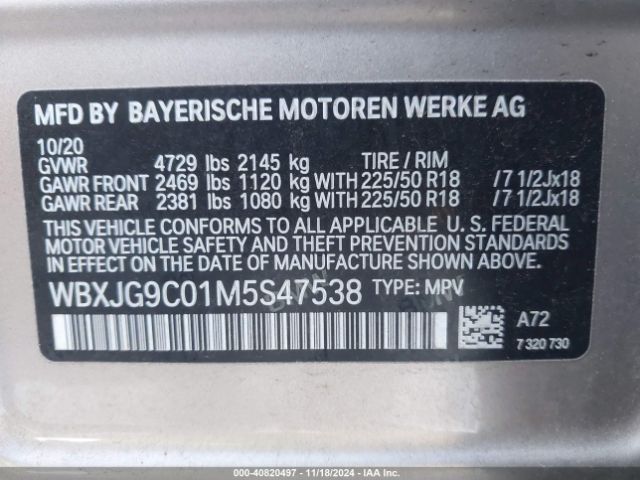 MFD BY BAYERISCHE MOTOREN WERKE AG
10/20
GVWR 4729 lbs 2145 kg TIRE / RIM
GAWR FRONT 2469 lbs 1120 kg WITH 225/50 R18 /7 1/2Jx18
GAWR REAR 2381 lbs 1080 kg WITH 225/50 R18 /7 1/2Jx18
THIS VEHICLE CONFORMS TO ALL APPLICABLE U. S. FEDERAL
MOTOR VEHICLE SAFETY AND THEFT PREVENTION STANDARDS
IN EFFECT ON THE DATE OF MANUFACTURE SHOWN ABOVE
WBXJG9C01M5S47538 TYPE: MPV
A72
7 320 730
000-40820497 - 11/18/2024 - IAA Inc.